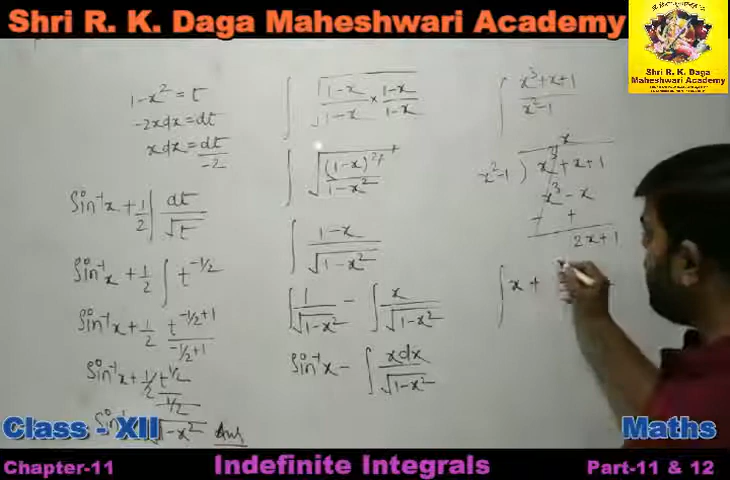 Shri R. K. Daga Maheshwari Academy
Shri R. K. Daga
Maheshwari Academy
1-x² = t
-2xdx = dt
xdx = dt/-2
Sin⁻¹x + 1/2 ∫ dt/√t
Sin⁻¹x + 1/2 ∫ t^(-1/2)
Sin⁻¹x + 1/2 t^(-1/2+1)/(-1/2+1)
Sin⁻¹x + 1/2 t^(1/2)/(1/2)
√1-x² Ans
∫ √(1-x/1-x × 1-x/1-x)
∫ √((1-x)²/1-x²)
∫ 1-x/√1-x²
∫ 1/√1-x² - ∫ x/√1-x²
Sin⁻¹x - ∫ xdx/√1-x²
∫ x³+x+1/x²-1
x
x²-1 ) x³+x+1
x³-x
- +
2x+1
∫ x +
Class - XII
Maths
Chapter-11
Indefinite Integrals
Part-11 & 12